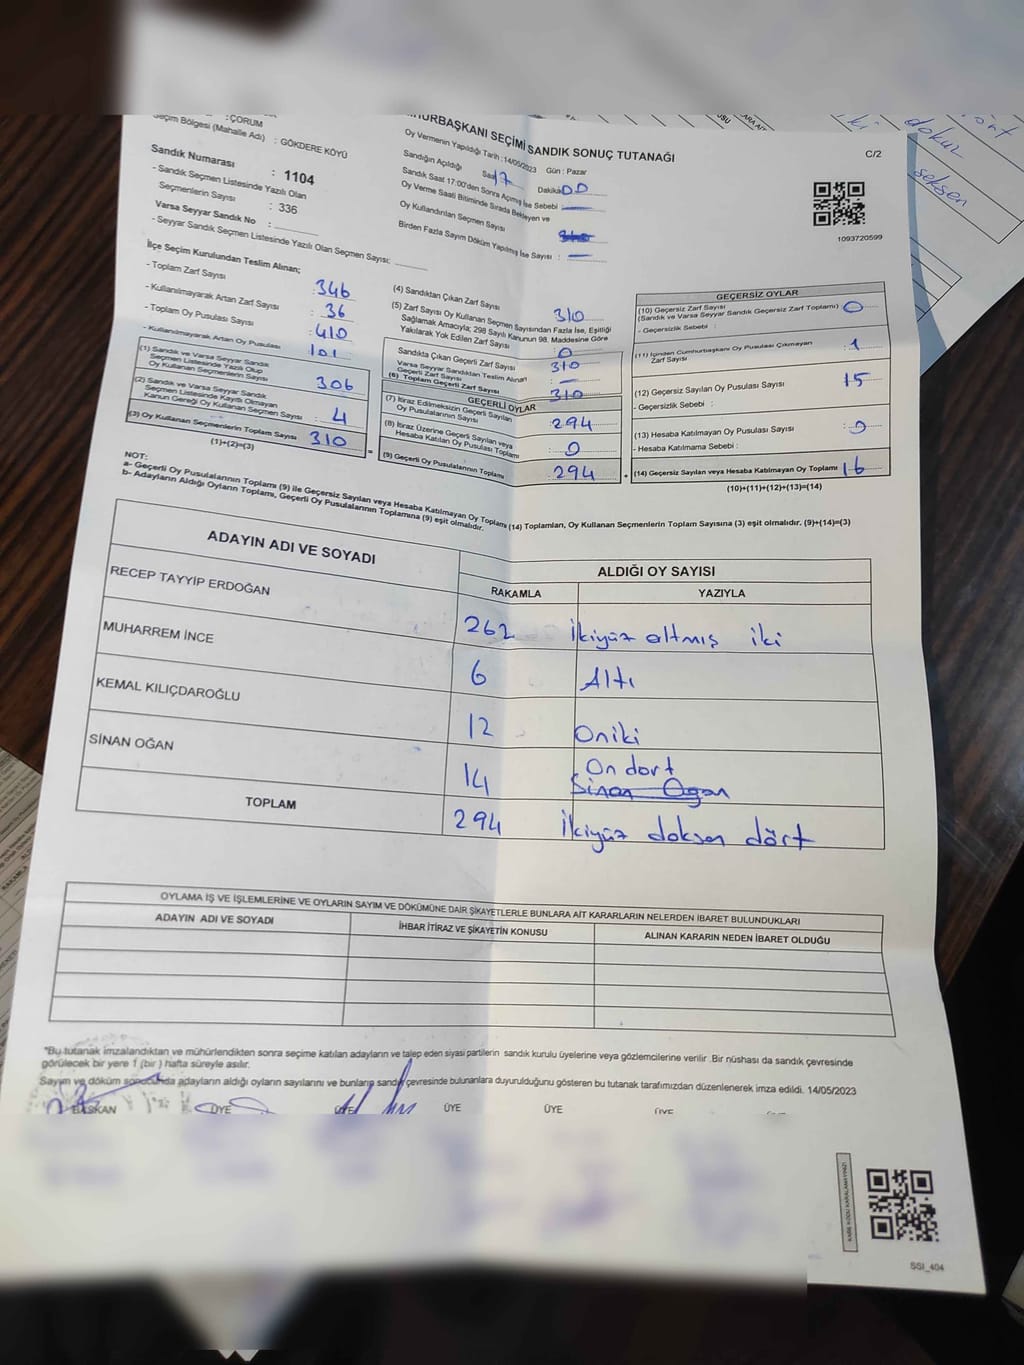 : ÇORUM
Seçim Bölgesi (Mahalle Adı) : GÖKDERE KÖYÜ
Sandık Numarası : 1104
- Sandık Seçmen Listesinde Yazılı Olan
Seçmenlerin Sayısı : 336
Varsa Seyyar Sandık No :
- Seyyar Sandık Seçmen Listesinde Yazılı Olan Seçmen Sayısı:
URBAŞKANI SEÇİMİ SANDIK SONUÇ TUTANAĞI
C/2
Oy Vermenin Yapıldığı Tarih : 14/05/2023 Gün : Pazar
Sandığın Açıldığı Saat 17 Dakika 00
Sandık Saat 17:00'den Sonra Açılmış İse Sebebi
Oy Verme Saati Bitiminde Sırada Bekleyen ve
Oy Kullandırılan Seçmen Sayısı
Birden Fazla Sayım Döküm Yapılmış İse Sayısı :
1093720599
İlçe Seçim Kurulundan Teslim Alınan;
- Toplam Zarf Sayısı : 346
- Kullanılmayarak Artan Zarf Sayısı : 36
- Toplam Oy Pusulası Sayısı : 410
- Kullanılmayarak Artan Oy Pusulası : 101
(1) Sandık ve Varsa Seyyar Sandık
Seçmen Listesinde Yazılı Olup
Oy Kullanan Seçmenlerin Sayısı : 306
(2) Sandık ve Varsa Seyyar Sandık
Seçmen Listesinde Kayıtlı Olmayan
Kanun Gereği Oy Kullanan Seçmen Sayısı : 4
(3) Oy Kullanan Seçmenlerin Toplam Sayısı 310
(1)+(2)=(3)
(4) Sandıktan Çıkan Zarf Sayısı 310
(5) Zarf Sayısı Oy Kullanan Seçmen Sayısından Fazla İse, Eşitliği
Sağlamak Amacıyla; 298 Sayılı Kanunun 98. Maddesine Göre
Yakılarak Yok Edilen Zarf Sayısı : 0
Sandıkta Çıkan Geçerli Zarf Sayısı 310
Varsa Seyyar Sandıktan Teslim Alınan
Geçerli Zarf Sayısı
(6) Toplam Geçerli Zarf Sayısı 310
GEÇERLİ OYLAR
(7) İtiraz Edilmeksizin Geçerli Sayılan
Oy Pusulalarının Sayısı : 294
(8) İtiraz Üzerine Geçerli Sayılan veya
Hesaba Katılan Oy Pusulası Toplamı : 0
(9) Geçerli Oy Pusulalarının Toplamı : 294
GEÇERSİZ OYLAR
(10) Geçersiz Zarf Sayısı
(Sandık ve Varsa Seyyar Sandık Geçersiz Zarf Toplamı) : 0
- Geçersizlik Sebebi :
(11) İçinden Cumhurbaşkanı Oy Pusulası Çıkmayan
Zarf Sayısı : 1
(12) Geçersiz Sayılan Oy Pusulası Sayısı 15
- Geçersizlik Sebebi :
(13) Hesaba Katılmayan Oy Pusulası Sayısı : 0
- Hesaba Katılmama Sebebi :
(14) Geçersiz Sayılan veya Hesaba Katılmayan Oy Toplamı 16
(10)+(11)+(12)+(13)=(14)
NOT:
a- Geçerli Oy Pusulalarının Toplamı (9) ile Geçersiz Sayılan veya Hesaba Katılmayan Oy Toplamı (14) Toplamları, Oy Kullanan Seçmenlerin Toplam Sayısına (3) eşit olmalıdır. (9)+(14)=(3)
b- Adayların Aldığı Oyların Toplamı, Geçerli Oy Pusulalarının Toplamına (9) eşit olmalıdır.
ADAYIN ADI VE SOYADI
ALDIĞI OY SAYISI
RAKAMLA YAZIYLA
RECEP TAYYİP ERDOĞAN 262 İkiyüz altmış iki
MUHARREM İNCE 6 Altı
KEMAL KILIÇDAROĞLU 12 Oniki
SİNAN OĞAN 14 On dört
Sinan Ogan
TOPLAM 294 İkiyüz doksan dört
OYLAMA İŞ VE İŞLEMLERİNE VE OYLARIN SAYIM VE DÖKÜMÜNE DAİR ŞİKAYETLERLE BUNLARA AİT KARARLARIN NELERDEN İBARET BULUNDUKLARI
ADAYIN ADI VE SOYADI İHBAR İTİRAZ VE ŞİKAYETİN KONUSU ALINAN KARARIN NEDEN İBARET OLDUĞU
*Bu tutanak imzalandıktan ve mühürlendikten sonra seçime katılan adayların ve talep eden siyasi partilerin sandık kurulu üyelerine veya gözlemcilerine verilir .Bir nüshası da sandık çevresinde
görülecek bir yere 1 (bir ) hafta süreyle asılır.
Sayım ve döküm sonucunda adayların aldığı oyların sayılarını ve bunların sandık çevresinde bulunanlara duyurulduğunu gösteren bu tutanak tarafımızdan düzenlenerek imza edildi. 14/05/2023
BAŞKAN ÜYE ÜYE ÜYE ÜYE ÜYE
SSI_404
seksen